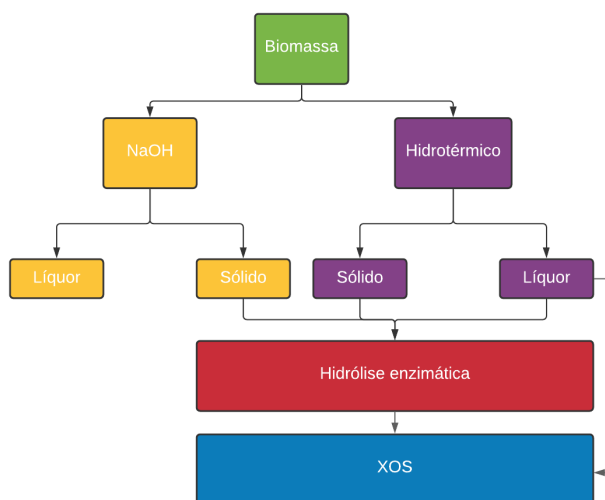 Biomassa
NaOH
Hidrotérmico
Líquor
Sólido
Sólido
Líquor
Hidrólise enzimática
XOS